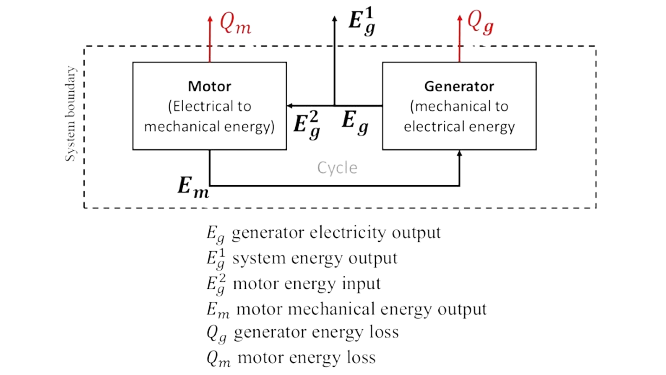 Q_m
E_g^1
Q_g
System boundary
Motor
(Electrical to
mechanical energy)
E_g^2
E_g
Generator
(mechanical to
electrical energy
Cycle
E_m
E_g generator electricity output
E_g^1 system energy output
E_g^2 motor energy input
E_m motor mechanical energy output
Q_g generator energy loss
Q_m motor energy loss